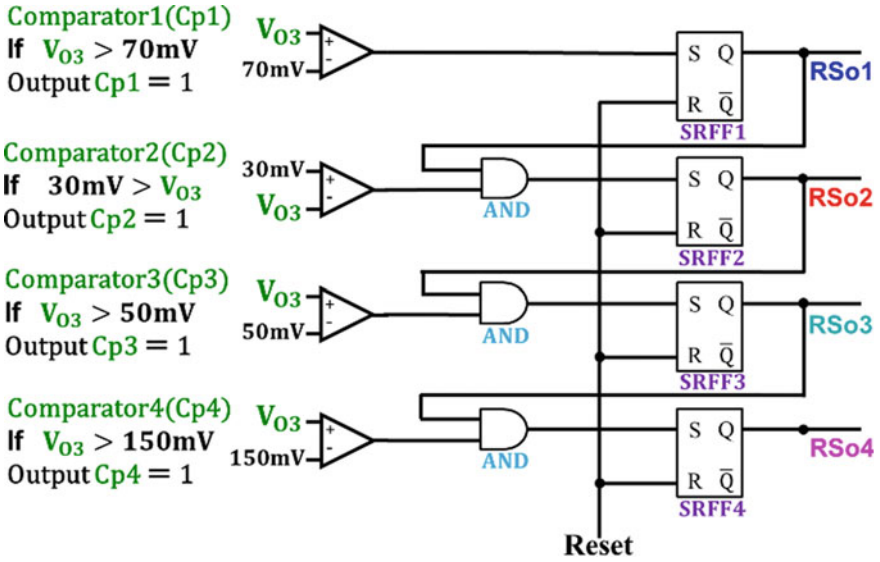 Comparator1(Cp1)
If V_O3 > 70mV
Output Cp1 = 1
V_O3
+
-
70mV
S Q
R Q̅
SRFF1
RSo1
Comparator2(Cp2)
If 30mV > V_O3
Output Cp2 = 1
30mV
+
-
V_O3
AND
S Q
R Q̅
SRFF2
RSo2
Comparator3(Cp3)
If V_O3 > 50mV
Output Cp3 = 1
V_O3
+
-
50mV
AND
S Q
R Q̅
SRFF3
RSo3
Comparator4(Cp4)
If V_O3 > 150mV
Output Cp4 = 1
V_O3
+
-
150mV
AND
S Q
R Q̅
SRFF4
RSo4
Reset